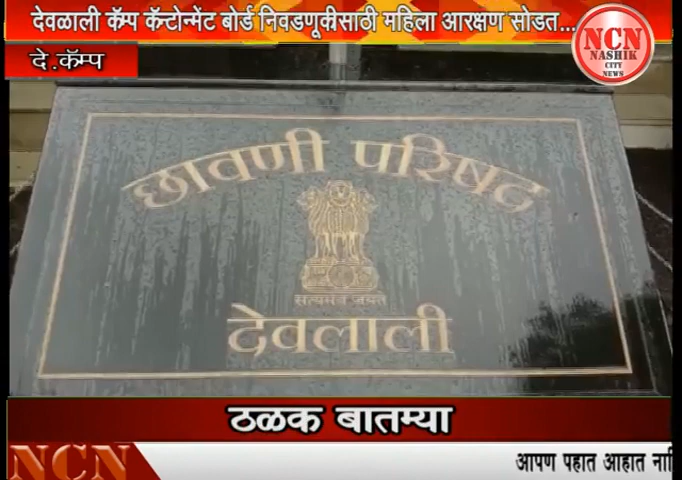 देवळाली कॅम्प कॅन्टोन्मेंट बोर्ड निवडणूकीसाठी महिला आरक्षण सोडत...
NCN
NASHIK
CITY
NEWS
दे.कॅम्प
छावणी परिषद
सत्यमेव जयते
देवलाली
ठळक बातम्या
NCN
आपण पहात आहात